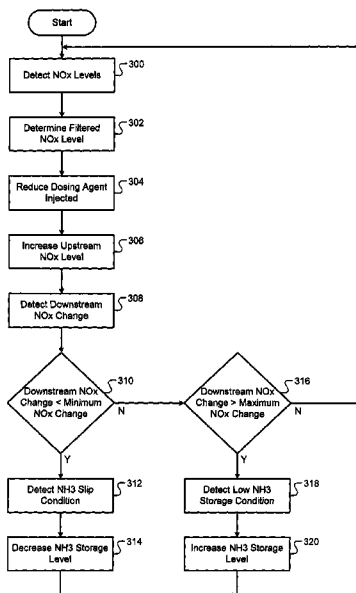 Start
Detect NOx Levels
300
Determine Filtered
NOx Level
302
Reduce Dosing Agent
Injected
304
Increase Upstream
NOx Level
306
Detect Downstream
NOx Change
308
Downstream NOx
Change < Minimum
NOx Change
310
N
Y
Downstream NOx
Change > Maximum
NOx Change
316
N
Y
Detect NH3 Slip
Condition
312
Detect Low NH3
Storage Condition
318
Decrease NH3 Storage
Level
314
Increase NH3 Storage
Level
320